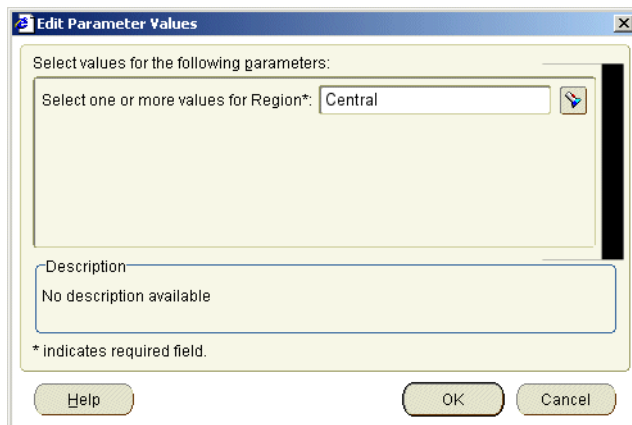 Edit Parameter Values
Select values for the following parameters:
Select one or more values for Region*: Central
Description
No description available
* indicates required field.
Help OK Cancel